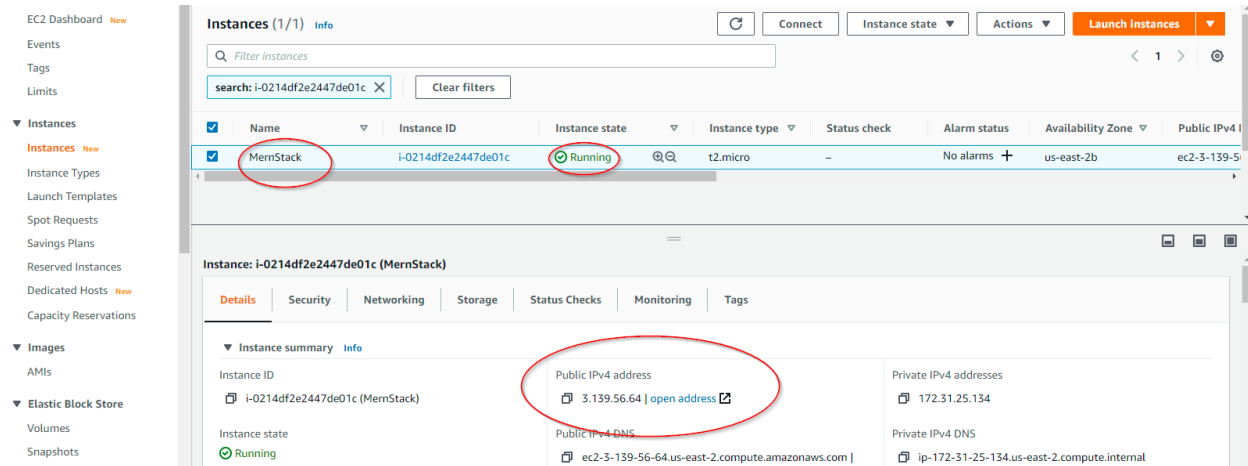 EC2 Dashboard New
Events
Tags
Limits
Instances
Instances New
Instance Types
Launch Templates
Spot Requests
Savings Plans
Reserved Instances
Dedicated Hosts New
Capacity Reservations
Images
AMIs
Elastic Block Store
Volumes
Snapshots
Instances (1/1) Info
Connect
Instance state
Actions
Launch instances
Filter instances
1
search: i-0214df2e2447de01c
Clear filters
Name Instance ID Instance state Instance type Status check Alarm status Availability Zone Public IPv4
MernStack i-0214df2e2447de01c Running t2.micro – No alarms + us-east-2b ec2-3-139-5
Instance: i-0214df2e2447de01c (MernStack)
Details Security Networking Storage Status Checks Monitoring Tags
Instance summary Info
Instance ID Public IPv4 address Private IPv4 addresses
i-0214df2e2447de01c (MernStack) 3.139.56.64 | open address 172.31.25.134
Instance state Public IPv4 DNS Private IPv4 DNS
Running ec2-3-139-56-64.us-east-2.compute.amazonaws.com | ip-172-31-25-134.us-east-2.compute.internal